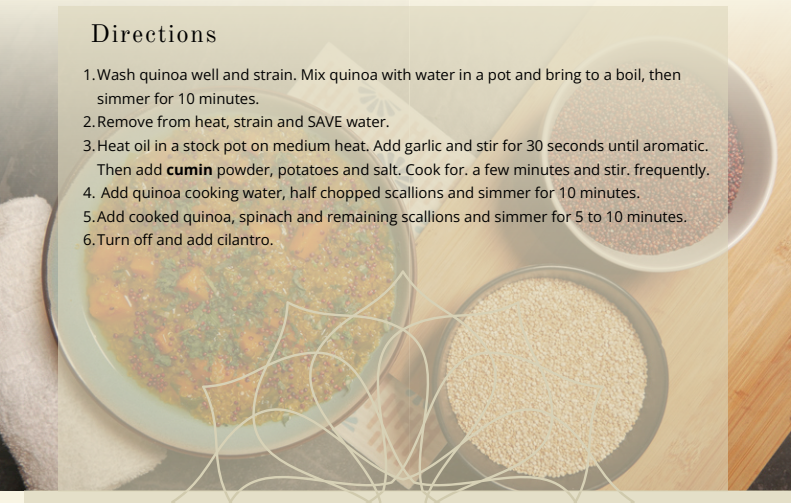 Directions
1. Wash quinoa well and strain. Mix quinoa with water in a pot and bring to a boil, then
simmer for 10 minutes.
2. Remove from heat, strain and SAVE water.
3. Heat oil in a stock pot on medium heat. Add garlic and stir for 30 seconds until aromatic.
Then add cumin powder, potatoes and salt. Cook for. a few minutes and stir. frequently.
4. Add quinoa cooking water, half chopped scallions and simmer for 10 minutes.
5. Add cooked quinoa, spinach and remaining scallions and simmer for 5 to 10 minutes.
6. Turn off and add cilantro.